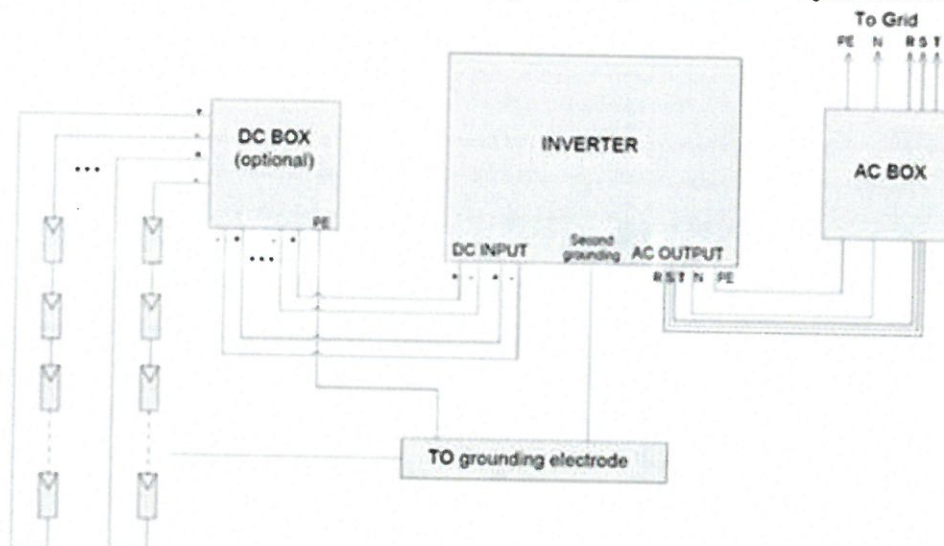 To Grid
PE N R S T
DC BOX
(optional)
PE
- + ... - +
INVERTER
DC INPUT
Second
grounding
AC OUTPUT
+ - + -
R S T N PE
AC BOX
TO grounding electrode